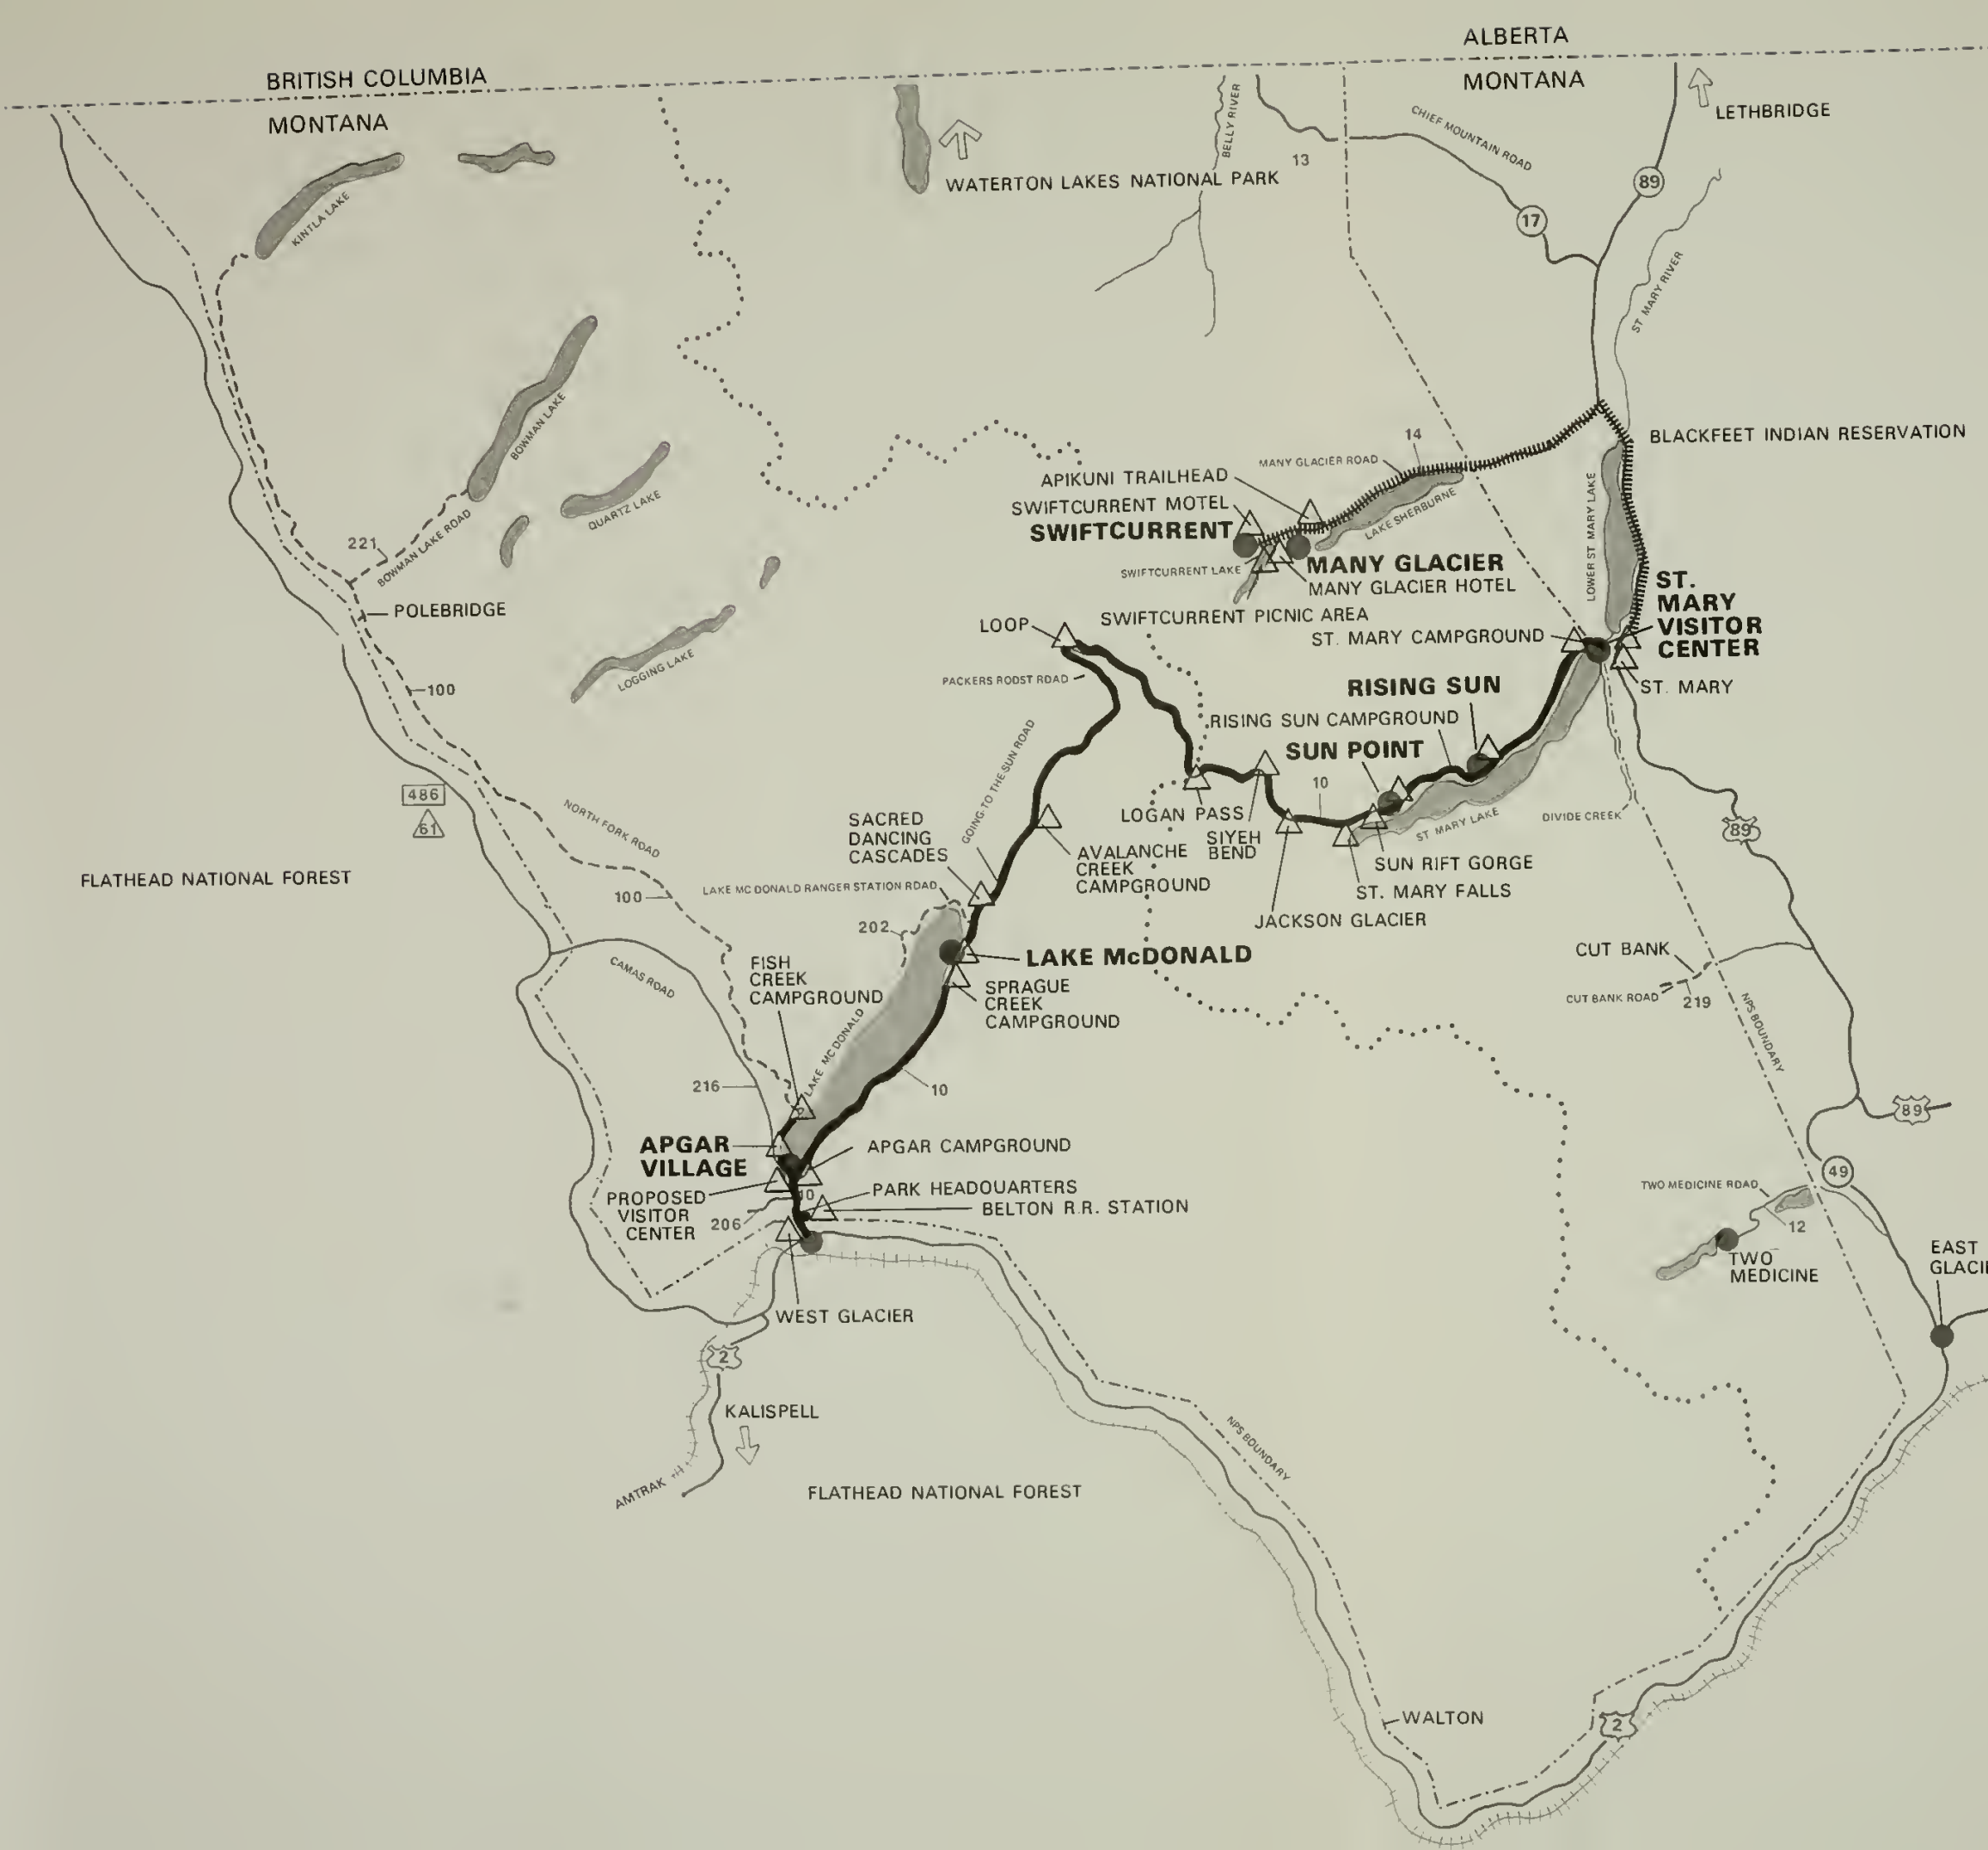 ALBERTA
BRITISH COLUMBIA
MONTANA
MONTANA
LETHBRIDGE
KINTLA LAKE
WATERTON LAKES NATIONAL PARK
BELLY RIVER
13
CHIEF MOUNTAIN ROAD
17
89
ST MARY RIVER
BOWMAN LAKE
QUARTZ LAKE
BOWMAN LAKE ROAD
221
POLEBRIDGE
100
LOGGING LAKE
BLACKFEET INDIAN RESERVATION
14
MANY GLACIER ROAD
APIKUNI TRAILHEAD
SWIFTCURRENT MOTEL
SWIFTCURRENT
LAKE SHERBURNE
LOWER ST MARY LAKE
SWIFTCURRENT LAKE
MANY GLACIER
MANY GLACIER HOTEL
SWIFTCURRENT PICNIC AREA
ST.
MARY
VISITOR
CENTER
ST. MARY CAMPGROUND
ST. MARY
LOOP
PACKERS ROOST ROAD
RISING SUN
RISING SUN CAMPGROUND
SUN POINT
10
LOGAN PASS
SIYEH
BEND
ST MARY LAKE
DIVIDE CREEK
89
SUN RIFT GORGE
ST. MARY FALLS
JACKSON GLACIER
486
61
NORTH FORK ROAD
GOING-TO-THE-SUN ROAD
SACRED
DANCING
CASCADES
AVALANCHE
CREEK
CAMPGROUND
FLATHEAD NATIONAL FOREST
100
LAKE MC DONALD RANGER STATION ROAD
202
LAKE McDONALD
CAMAS ROAD
FISH
CREEK
CAMPGROUND
SPRAGUE
CREEK
CAMPGROUND
LAKE MC DONALD
CUT BANK
CUT BANK ROAD
219
NPS BOUNDARY
216
10
89
APGAR
VILLAGE
APGAR CAMPGROUND
PROPOSED
VISITOR
CENTER
10
PARK HEADQUARTERS
BELTON R.R. STATION
206
49
TWO MEDICINE ROAD
12
TWO
MEDICINE
EAST
GLACI
WEST GLACIER
2
KALISPELL
AMTRAK
FLATHEAD NATIONAL FOREST
NPS BOUNDARY
WALTON
2